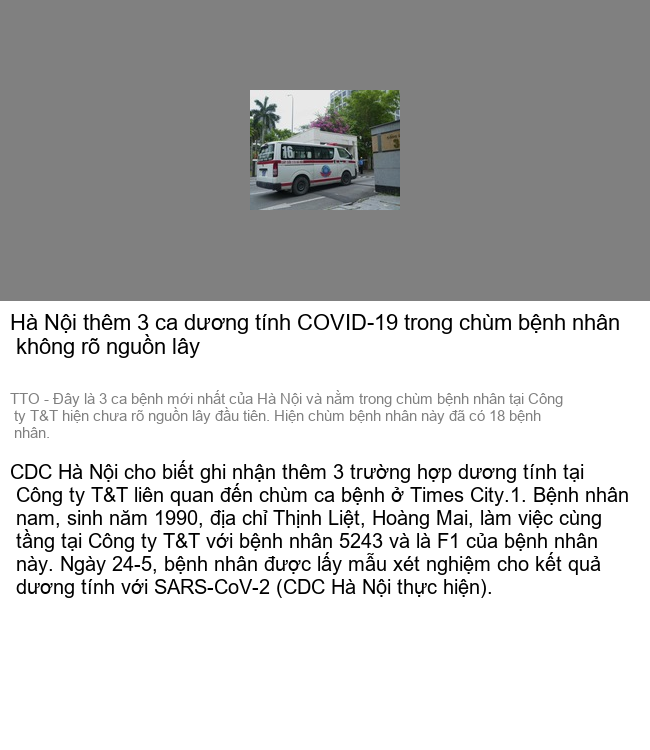 16
Hà Nội thêm 3 ca dương tính COVID-19 trong chùm bệnh nhân
không rõ nguồn lây
TTO - Đây là 3 ca bệnh mới nhất của Hà Nội và nằm trong chùm bệnh nhân tại Công
ty T&T hiện chưa rõ nguồn lây đầu tiên. Hiện chùm bệnh nhân này đã có 18 bệnh
nhân.
CDC Hà Nội cho biết ghi nhận thêm 3 trường hợp dương tính tại
Công ty T&T liên quan đến chùm ca bệnh ở Times City.1. Bệnh nhân
nam, sinh năm 1990, địa chỉ Thịnh Liệt, Hoàng Mai, làm việc cùng
tầng tại Công ty T&T với bệnh nhân 5243 và là F1 của bệnh nhân
này. Ngày 24-5, bệnh nhân được lấy mẫu xét nghiệm cho kết quả
dương tính với SARS-CoV-2 (CDC Hà Nội thực hiện).